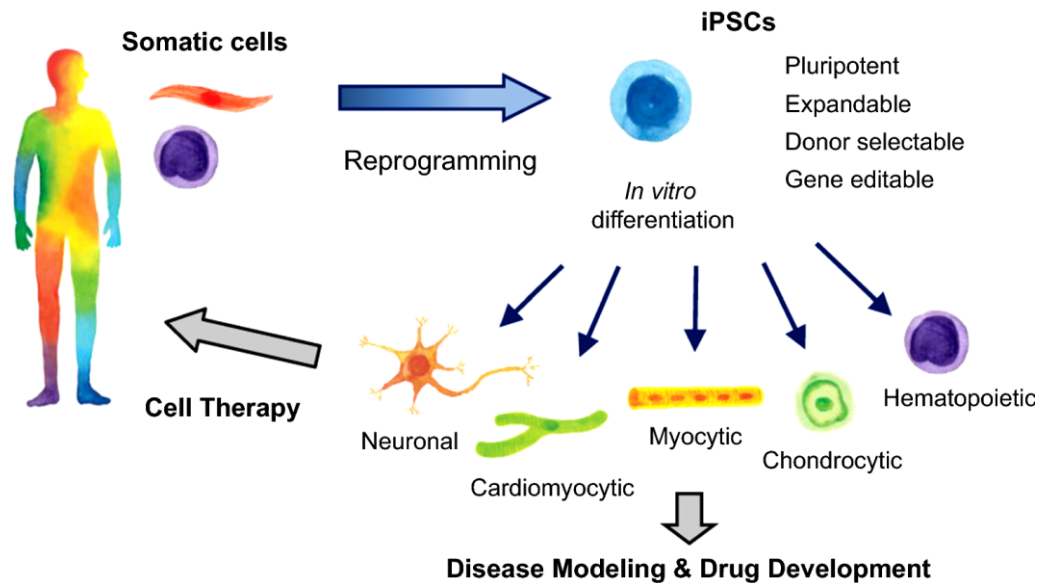 Somatic cells
iPSCs
Pluripotent
Expandable
Donor selectable
Gene editable
Reprogramming
In vitro
differentiation
Cell Therapy
Neuronal
Cardiomyocytic
Myocytic
Chondrocytic
Hematopoietic
Disease Modeling & Drug Development